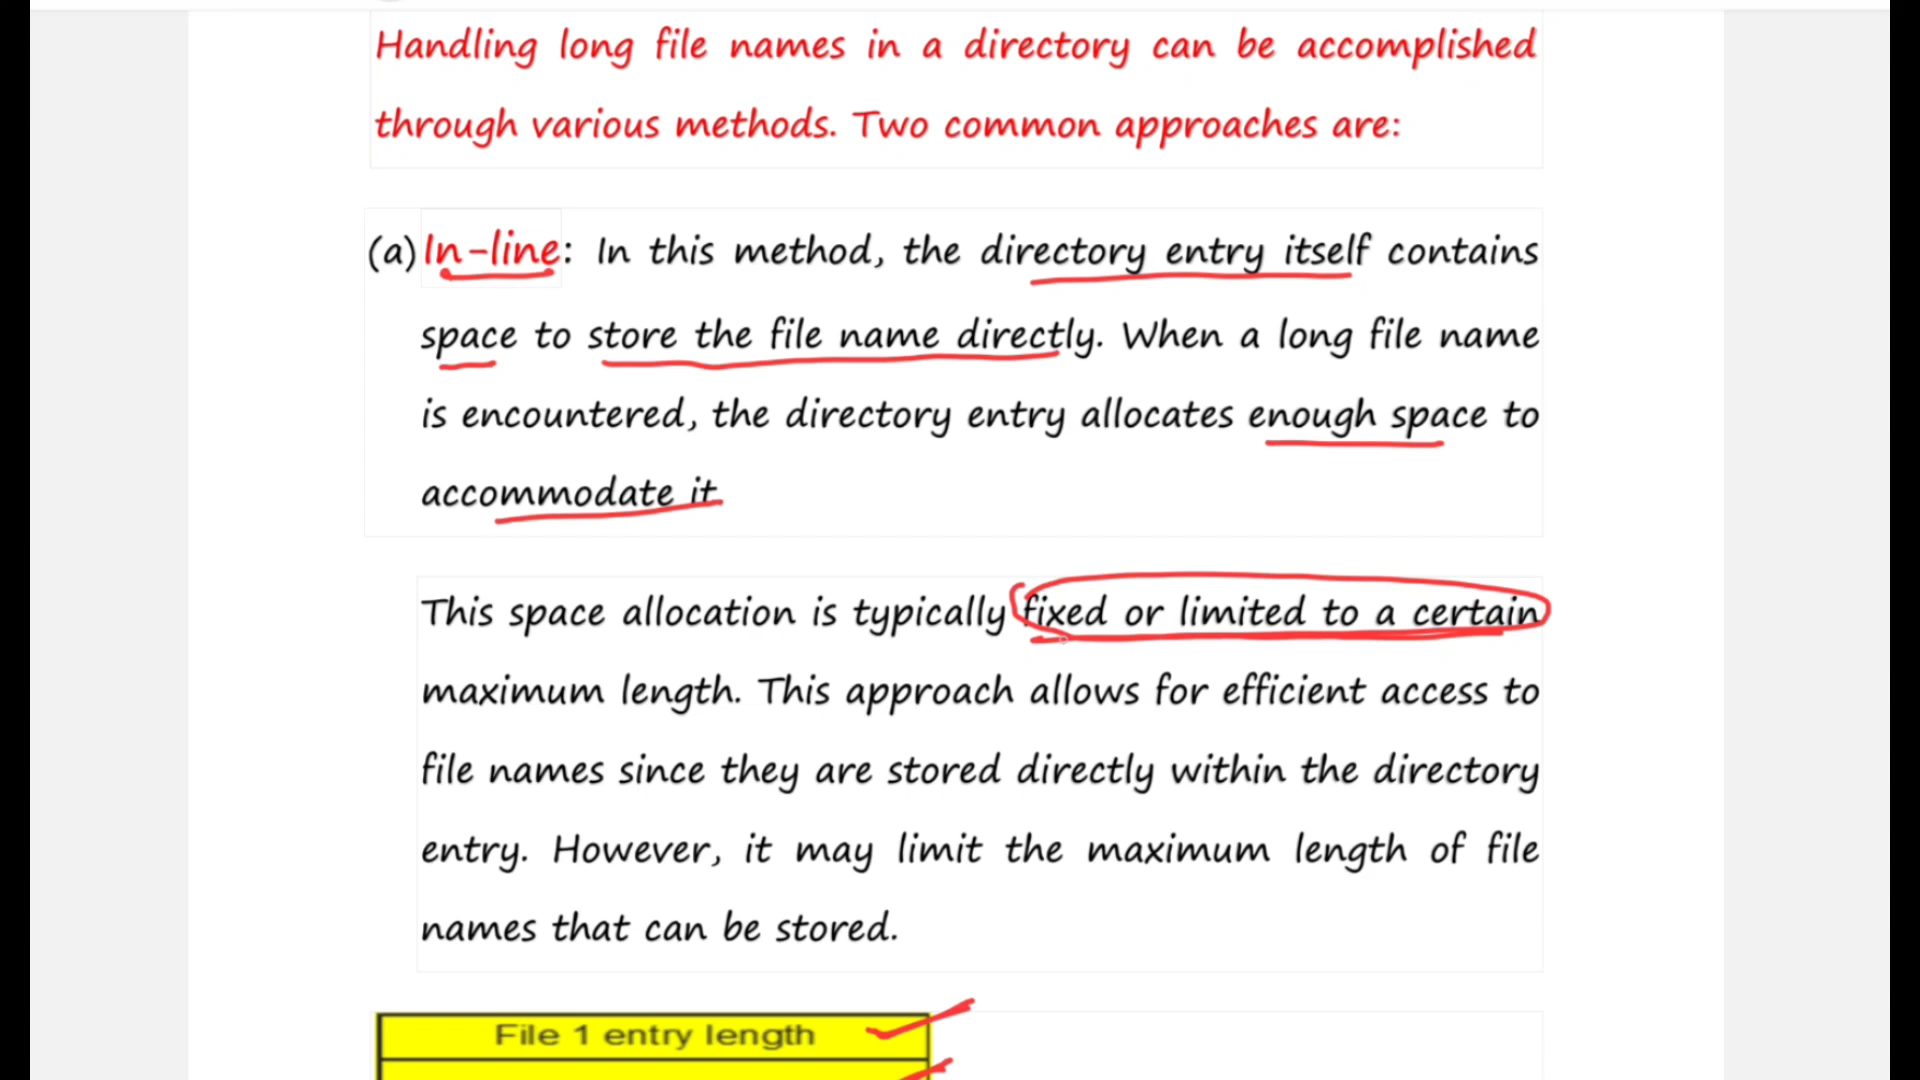 Handling long file names in a directory can be accomplished
through various methods. Two common approaches are:
(a) In-line: In this method, the directory entry itself contains
space to store the file name directly. When a long file name
is encountered, the directory entry allocates enough space to
accommodate it
This space allocation is typically fixed or limited to a certain
maximum length. This approach allows for efficient access to
file names since they are stored directly within the directory
entry. However, it may limit the maximum length of file
names that can be stored.
File 1 entry length